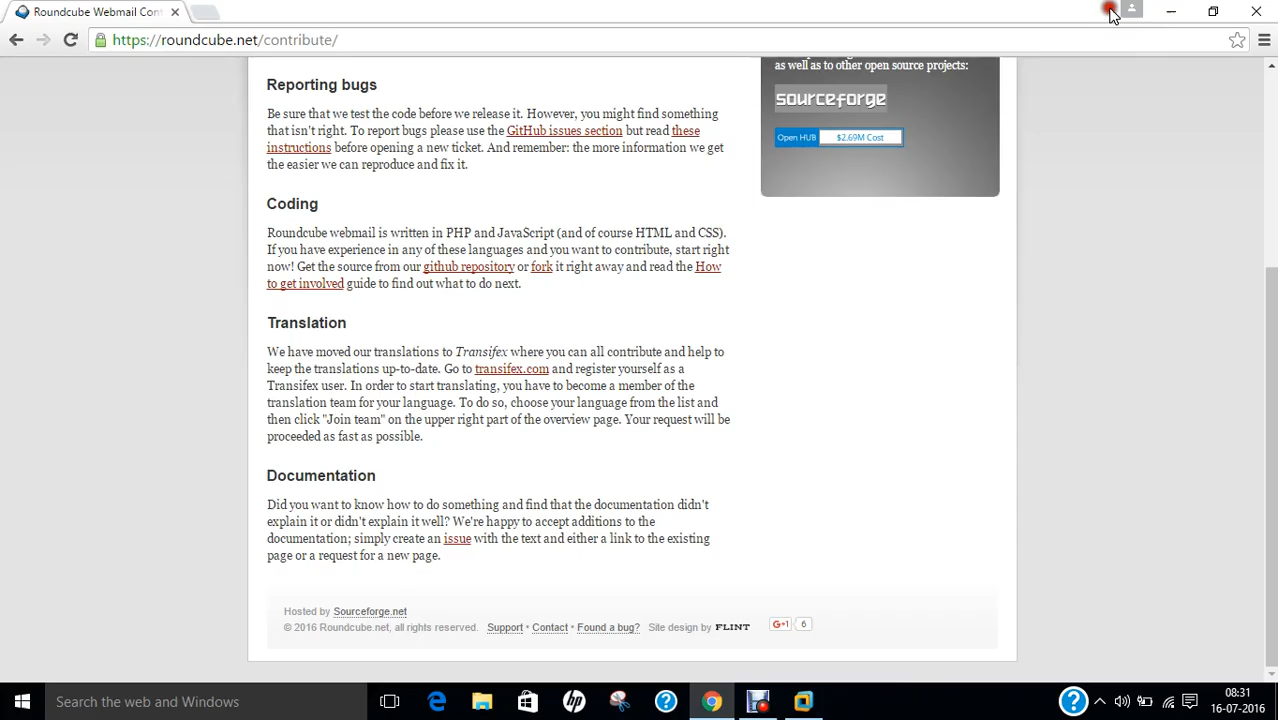 Roundcube Webmail Cont
https://roundcube.net/contribute/
as well as to other open source projects:
sourceforge
Open HUB $2.69M Cost
Reporting bugs
Be sure that we test the code before we release it. However, you might find something
that isn't right. To report bugs please use the GitHub issues section but read these
instructions before opening a new ticket. And remember: the more information we get
the easier we can reproduce and fix it.
Coding
Roundcube webmail is written in PHP and JavaScript (and of course HTML and CSS).
If you have experience in any of these languages and you want to contribute, start right
now! Get the source from our github repository or fork it right away and read the How
to get involved guide to find out what to do next.
Translation
We have moved our translations to Transifex where you can all contribute and help to
keep the translations up-to-date. Go to transifex.com and register yourself as a
Transifex user. In order to start translating, you have to become a member of the
translation team for your language. To do so, choose your language from the list and
then click "Join team" on the upper right part of the overview page. Your request will be
proceeded as fast as possible.
Documentation
Did you want to know how to do something and find that the documentation didn't
explain it or didn't explain it well? We're happy to accept additions to the
documentation; simply create an issue with the text and either a link to the existing
page or a request for a new page.
Hosted by Sourceforge.net
© 2016 Roundcube.net, all rights reserved. Support • Contact • Found a bug? Site design by FLINT
G+1 6
Search the web and Windows
hp
08:31
16-07-2016